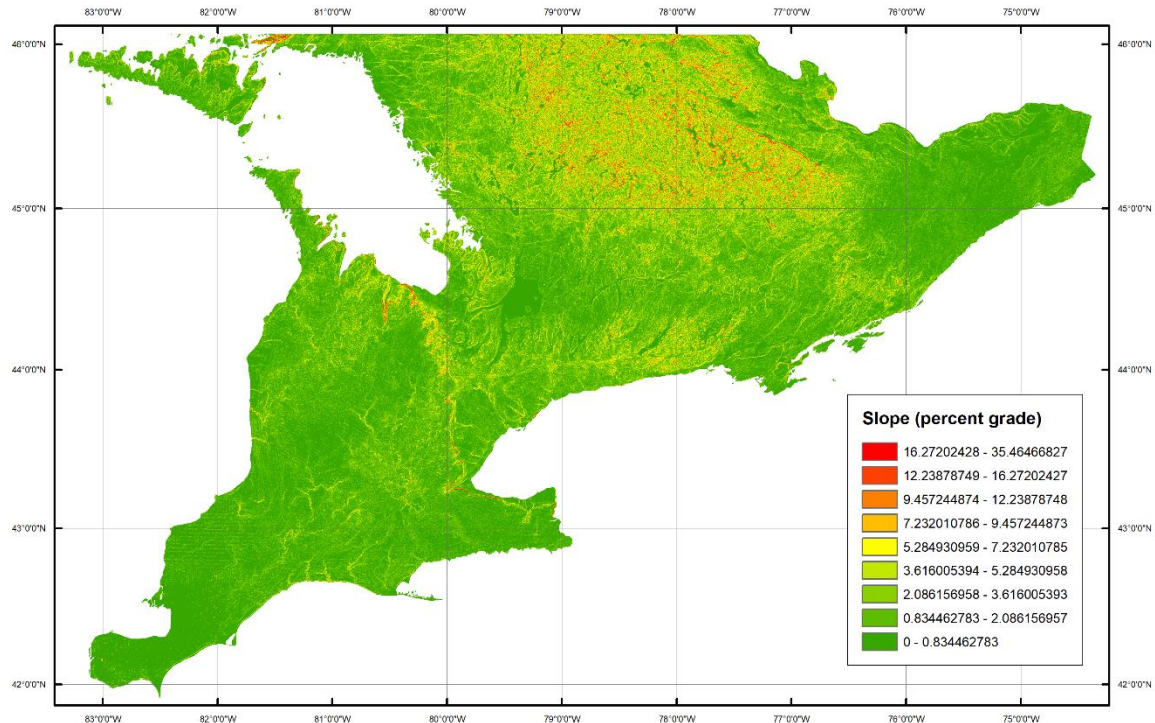 83°0'0"W 82°0'0"W 81°0'0"W 80°0'0"W 79°0'0"W 78°0'0"W 77°0'0"W 76°0'0"W 75°0'0"W
46°0'0"N 46°0'0"N
45°0'0"N 45°0'0"N
44°0'0"N 44°0'0"N
Slope (percent grade)
16.27202428 - 35.46466827
12.23878749 - 16.27202427
9.457244874 - 12.23878748
7.232010786 - 9.457244873
5.284930959 - 7.232010785
3.616005394 - 5.284930958
2.086156958 - 3.616005393
0.834462783 - 2.086156957
0 - 0.834462783
43°0'0"N 43°0'0"N
42°0'0"N 42°0'0"N
83°0'0"W 82°0'0"W 81°0'0"W 80°0'0"W 79°0'0"W 78°0'0"W 77°0'0"W 76°0'0"W 75°0'0"W